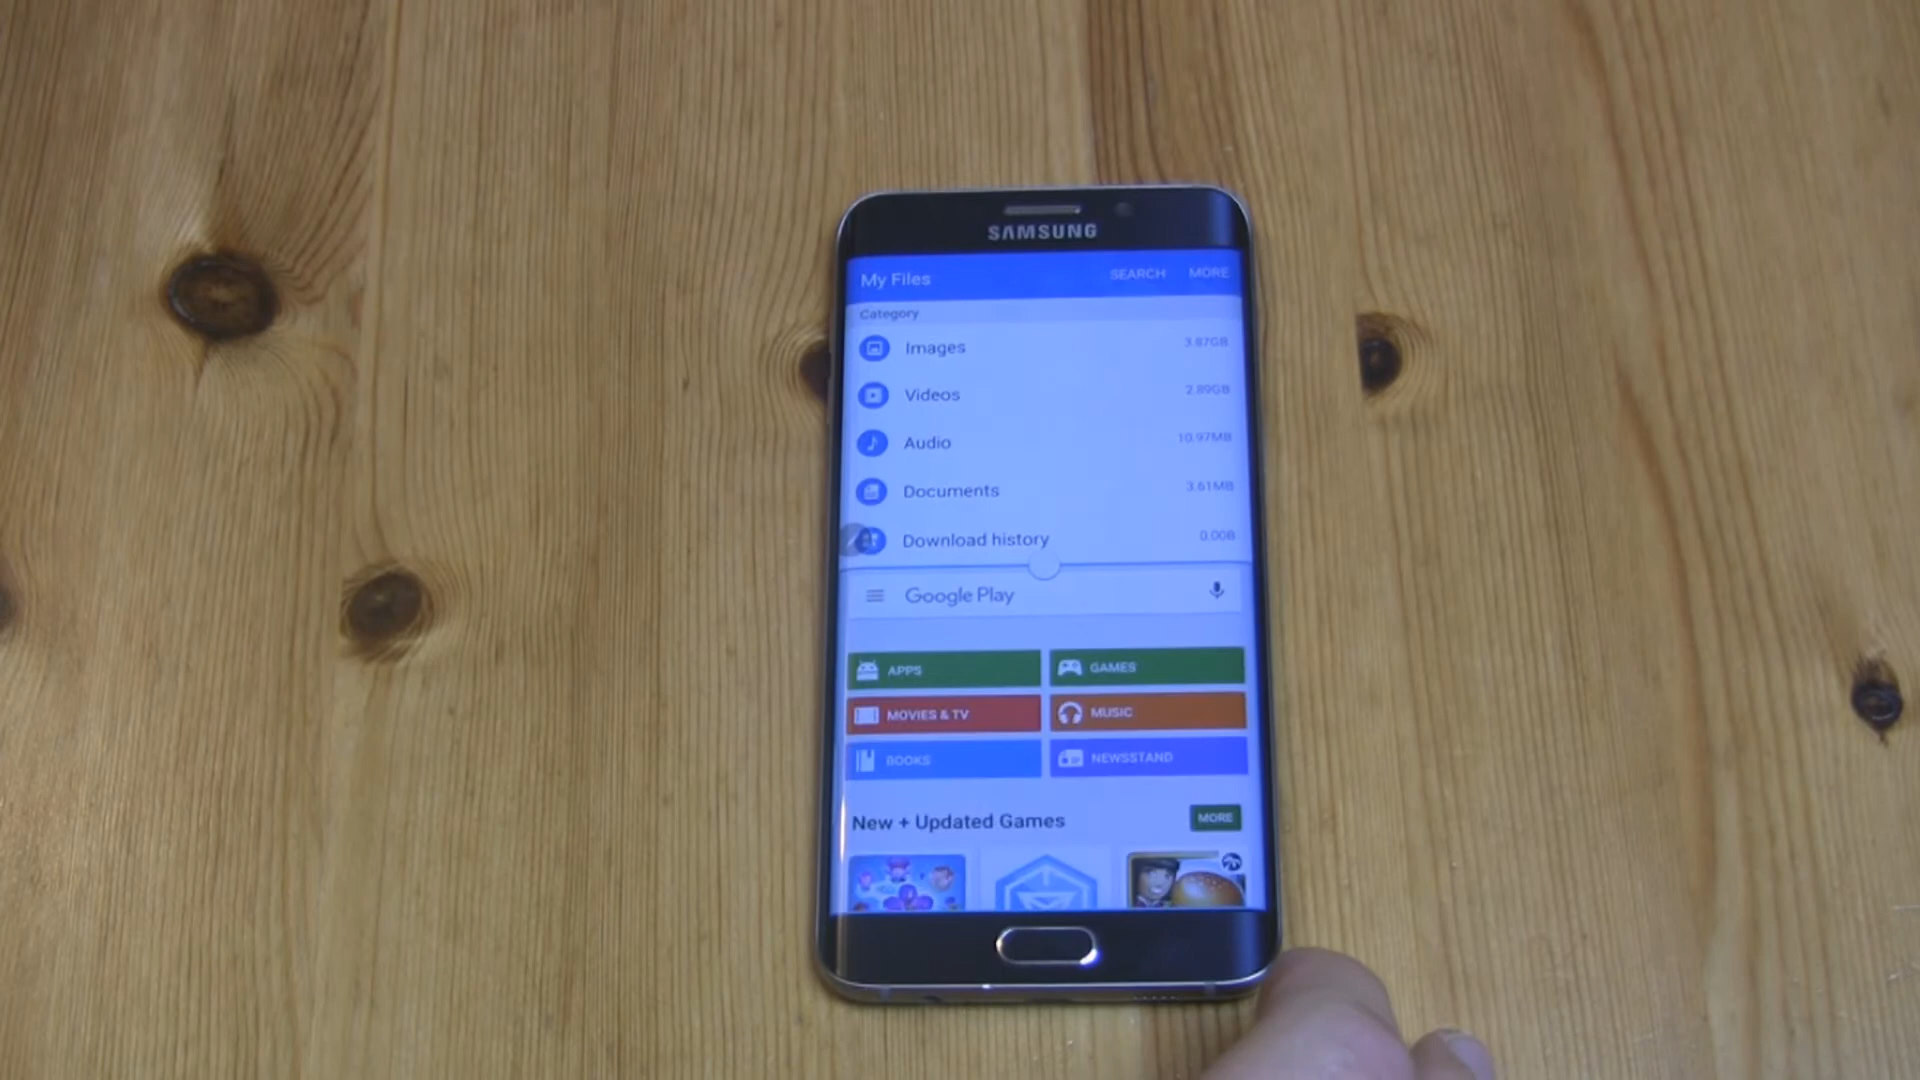 SAMSUNG
My Files SEARCH MORE
Category
Images 3.87GB
Videos 2.89GB
Audio 10.97MB
Documents 3.61MB
Download history 0.00B
Google Play
APPS GAMES
MOVIES & TV MUSIC
BOOKS NEWSSTAND
New + Updated Games MORE